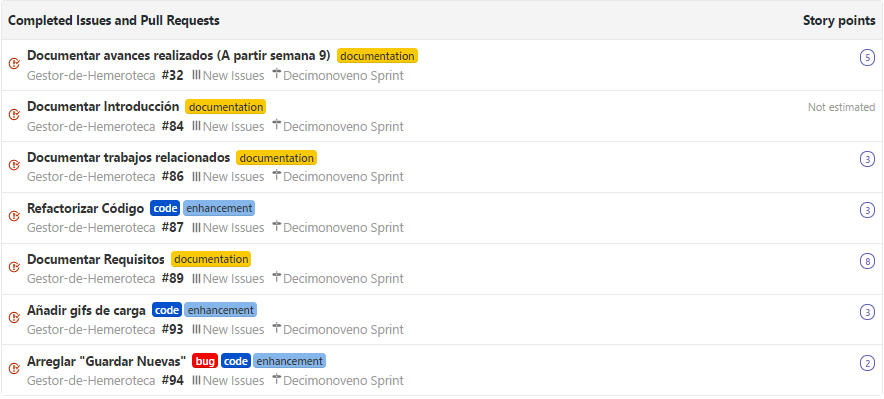 Completed Issues and Pull Requests Story points
Documentar avances realizados (A partir semana 9) documentation 5
Gestor-de-Hemeroteca #32 New Issues Decimonoveno Sprint
Documentar Introducción documentation Not estimated
Gestor-de-Hemeroteca #84 New Issues Decimonoveno Sprint
Documentar trabajos relacionados documentation 3
Gestor-de-Hemeroteca #86 New Issues Decimonoveno Sprint
Refactorizar Código code enhancement 3
Gestor-de-Hemeroteca #87 New Issues Decimonoveno Sprint
Documentar Requisitos documentation 8
Gestor-de-Hemeroteca #89 New Issues Decimonoveno Sprint
Añadir gifs de carga code enhancement 3
Gestor-de-Hemeroteca #93 New Issues Decimonoveno Sprint
Arreglar "Guardar Nuevas" bug code enhancement 2
Gestor-de-Hemeroteca #94 New Issues Decimonoveno Sprint